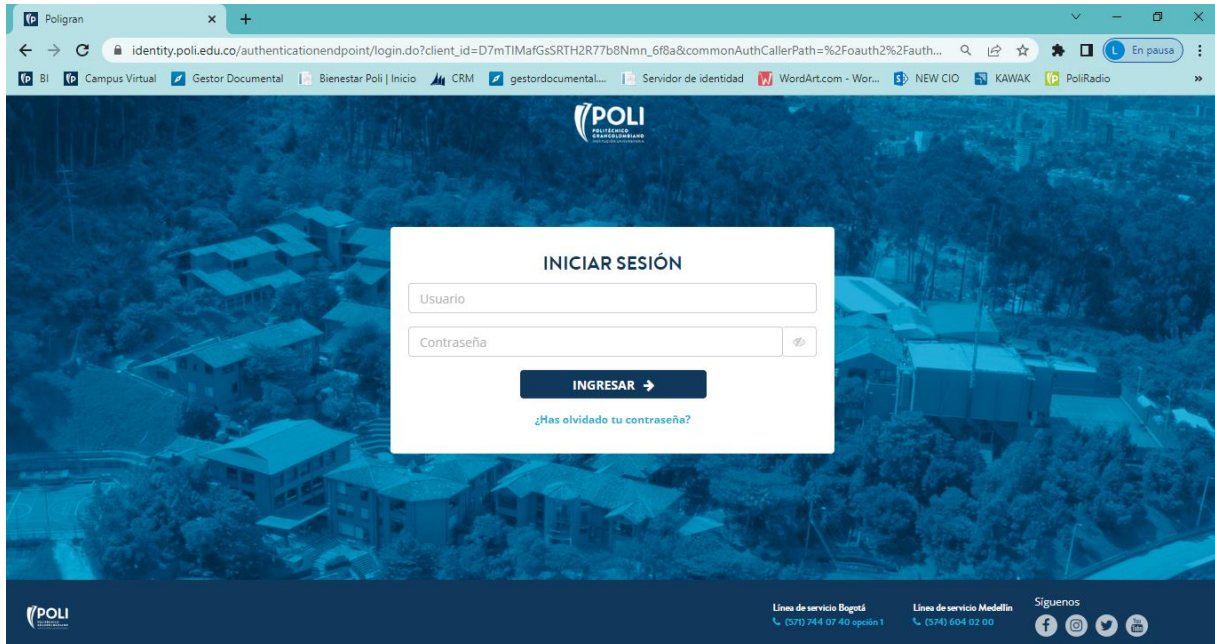 Poligran
identity.poli.edu.co/authenticationendpoint/login.do?client_id=D7mTIMafGsSRTH2R77b8Nmn_6f8a&commonAuthCallerPath=%2Foauth2%2Fauth...
L En pausa
BI Campus Virtual Gestor Documental Bienestar Poli | Inicio CRM gestordocumental.... Servidor de identidad WordArt.com - Wor... NEW CIO KAWAK PoliRadio »
POLI
POLITÉCNICO
GRANCOLOMBIANO
INICIAR SESIÓN
Usuario
Contraseña
INGRESAR
¿Has olvidado tu contraseña?
POLI
Línea de servicio Bogotá
(571) 744 07 40 opción 1
Línea de servicio Medellín
(574) 604 02 00
Síguenos